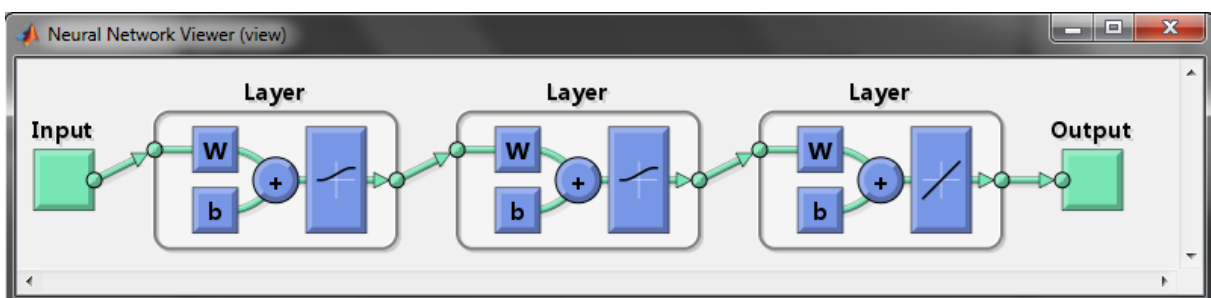 Neural Network Viewer (view)
Layer Layer Layer
Input Output
W W W
+ + +
b b b